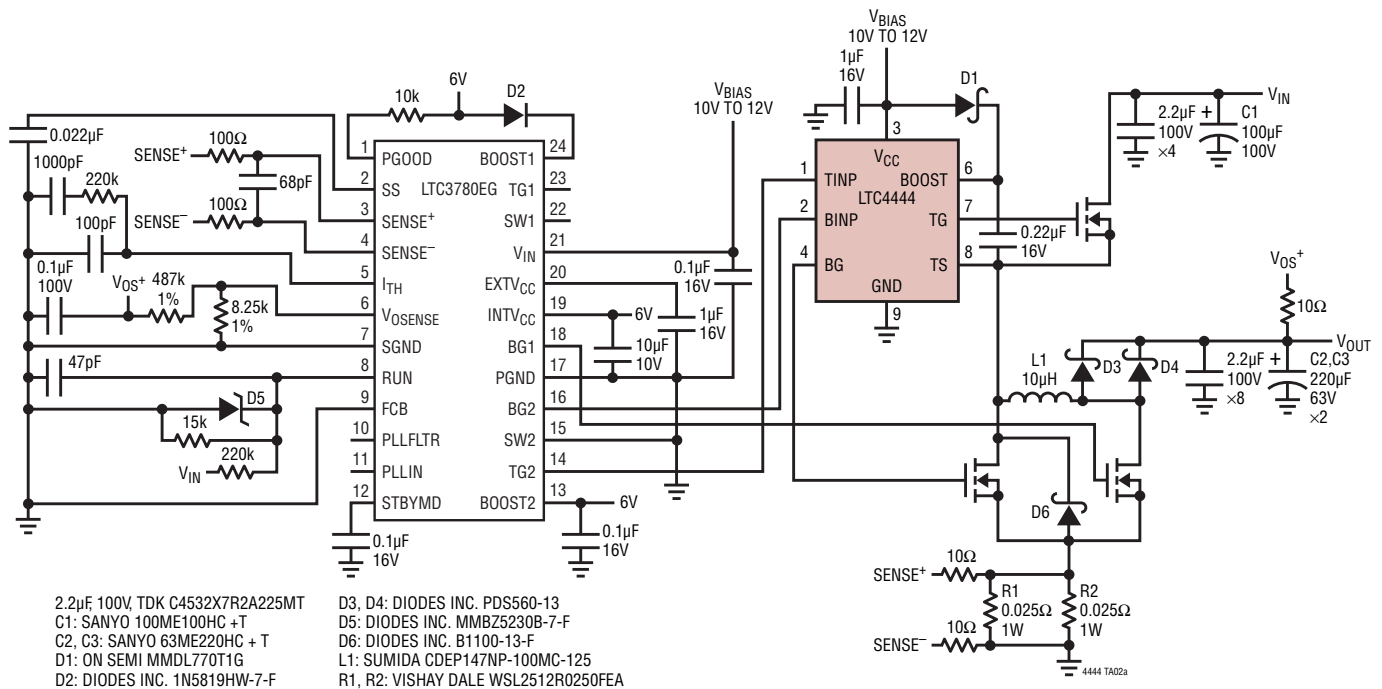 VBIAS
10V TO 12V
1µF
16V
D1
6V
10k
D2
VBIAS
10V TO 12V
VIN
2.2µF
100V
×4
+
C1
100µF
100V
0.022µF
1000pF
220k
100pF
SENSE+
100Ω
68pF
SENSE−
100Ω
0.1µF
100V
VOS+
487k
1%
8.25k
1%
47pF
D5
15k
220k
VIN
LTC3780EG
1
PGOOD
2
SS
3
SENSE+
4
SENSE−
5
ITH
6
VOSENSE
7
SGND
8
RUN
9
FCB
10
PLLFLTR
11
PLLIN
12
STBYMD
24
BOOST1
23
TG1
22
SW1
21
VIN
20
EXTVCC
19
INTVCC
18
BG1
17
PGND
16
BG2
15
SW2
14
TG2
13
BOOST2
0.1µF
16V
6V
10µF
10V
1µF
16V
0.1µF
16V
6V
0.1µF
16V
3
VCC
LTC4444
1
TINP
2
BINP
4
BG
6
BOOST
7
TG
8
TS
GND
9
0.22µF
16V
VOS+
10Ω
VOUT
L1
10µH
D3
D4
2.2µF
100V
×8
+
C2,C3
220µF
63V
×2
D6
SENSE+
10Ω
R1
0.025Ω
1W
R2
0.025Ω
1W
SENSE−
10Ω
4444 TA02a
2.2µF, 100V, TDK C4532X7R2A225MT
C1: SANYO 100ME100HC +T
C2, C3: SANYO 63ME220HC + T
D1: ON SEMI MMDL770T1G
D2: DIODES INC. 1N5819HW-7-F
D3, D4: DIODES INC. PDS560-13
D5: DIODES INC. MMBZ5230B-7-F
D6: DIODES INC. B1100-13-F
L1: SUMIDA CDEP147NP-100MC-125
R1, R2: VISHAY DALE WSL2512R0250FEA